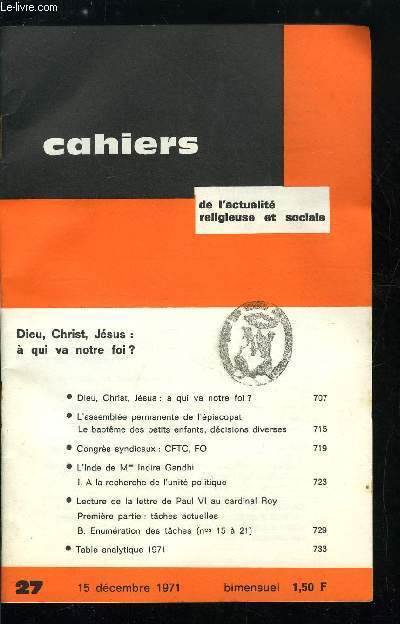 Le-livre.com
cahiers
de l'actualité
religieuse et sociale
Dieu, Christ, Jésus :
à qui va notre foi ?
● Dieu, Christ, Jésus : à qui va notre foi ? 707
● L'assemblée permanente de l'épiscopat
Le baptême des petits enfants, décisions diverses 715
● Congrès syndicaux : CFTC, FO 719
● L'Inde de Mme Indira Gandhi
I. A la recherche de l'unité politique 723
● Lecture de la lettre de Paul VI au cardinal Roy
Première partie : tâches actuelles
B. Enumération des tâches (nos 15 à 21) 729
● Table analytique 1971 733
27 15 décembre 1971 bimensuel 1,50 F